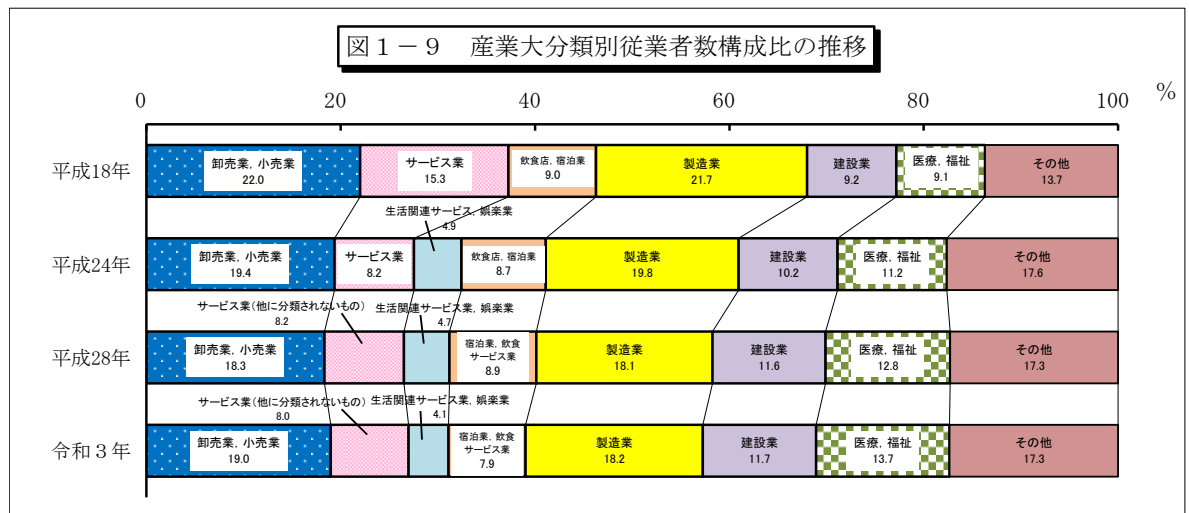 図1－9　産業大分類別従業者数構成比の推移
0 20 40 60 80 100 %
平成18年
卸売業，小売業
22.0
サービス業
15.3
飲食店，宿泊業
9.0
製造業
21.7
建設業
9.2
医療，福祉
9.1
その他
13.7
生活関連サービス，娯楽業
4.9
平成24年
卸売業，小売業
19.4
サービス業
8.2
飲食店，宿泊業
8.7
製造業
19.8
建設業
10.2
医療，福祉
11.2
その他
17.6
サービス業（他に分類されないもの）
8.2
生活関連サービス業，娯楽業
4.7
平成28年
卸売業，小売業
18.3
宿泊業，飲食
サービス業
8.9
製造業
18.1
建設業
11.6
医療，福祉
12.8
その他
17.3
サービス業（他に分類されないもの）
8.0
生活関連サービス業，娯楽業
4.1
令和3年
卸売業，小売業
19.0
宿泊業，飲食
サービス業
7.9
製造業
18.2
建設業
11.7
医療，福祉
13.7
その他
17.3